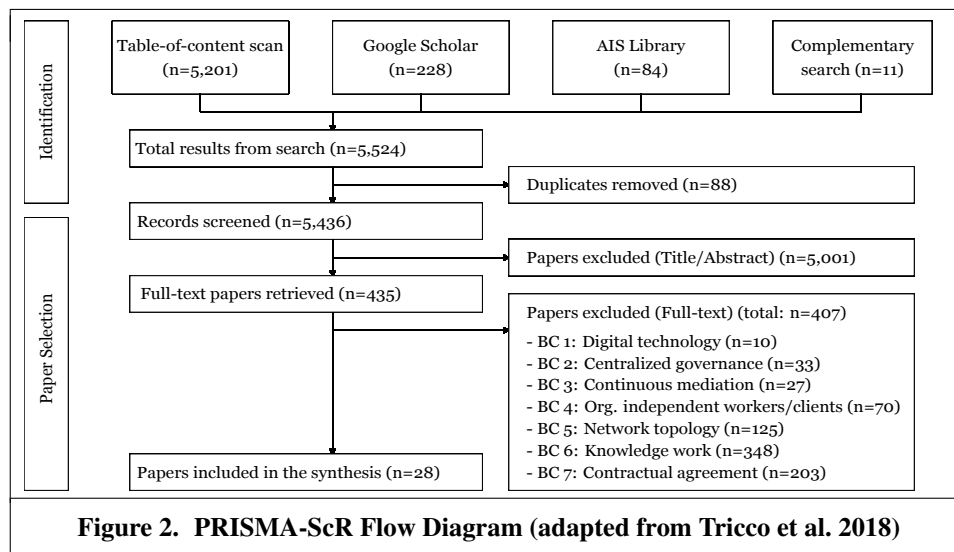 Identification
Table-of-content scan
(n=5,201)
Google Scholar
(n=228)
AIS Library
(n=84)
Complementary
search (n=11)
Total results from search (n=5,524)
Duplicates removed (n=88)
Paper Selection
Records screened (n=5,436)
Papers excluded (Title/Abstract) (n=5,001)
Full-text papers retrieved (n=435)
Papers excluded (Full-text) (total: n=407)
- BC 1: Digital technology (n=10)
- BC 2: Centralized governance (n=33)
- BC 3: Continuous mediation (n=27)
- BC 4: Org. independent workers/clients (n=70)
- BC 5: Network topology (n=125)
- BC 6: Knowledge work (n=348)
- BC 7: Contractual agreement (n=203)
Papers included in the synthesis (n=28)
Figure 2. PRISMA-ScR Flow Diagram (adapted from Tricco et al. 2018)